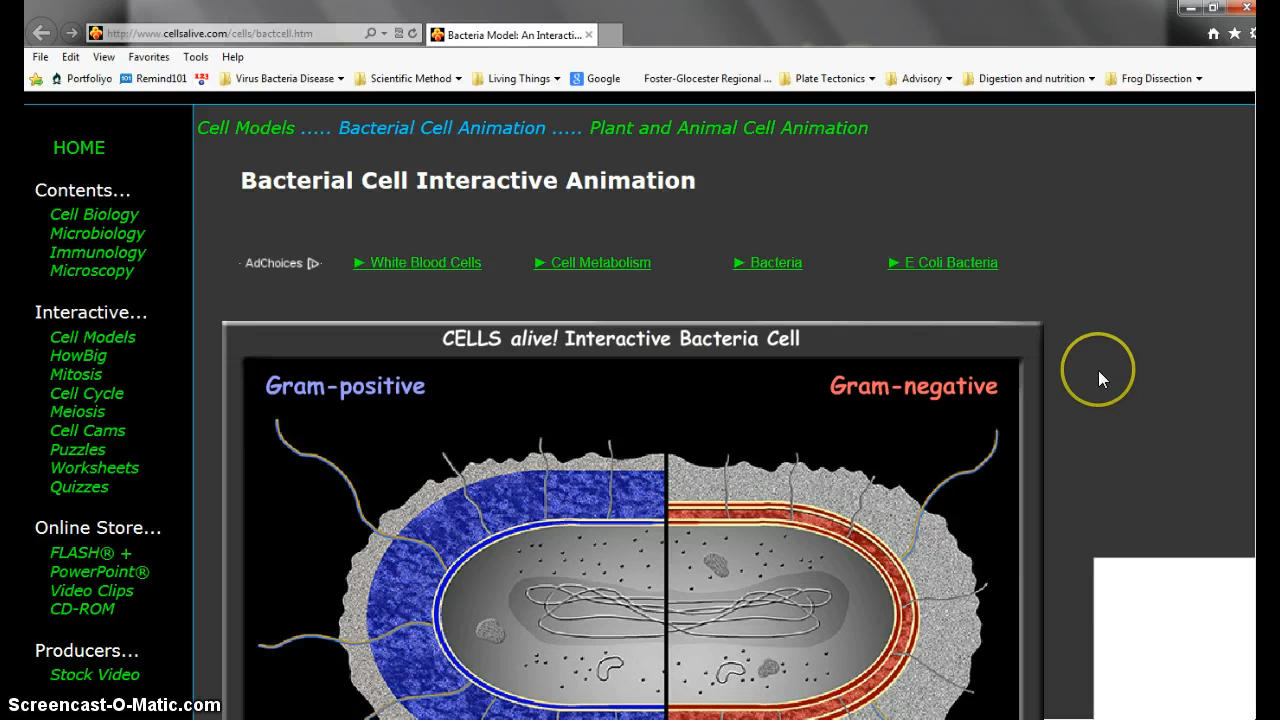 http://www.cellsalive.com/cells/bactcell.htm
Bacteria Model: An Interacti...
File Edit View Favorites Tools Help
Portfoliyo Remind101 123 Virus Bacteria Disease Scientific Method Living Things Google Foster-Glocester Regional ... Plate Tectonics Advisory Digestion and nutrition Frog Dissection
Cell Models ..... Bacterial Cell Animation ..... Plant and Animal Cell Animation
HOME
Contents...
Cell Biology
Microbiology
Immunology
Microscopy
Interactive...
Cell Models
HowBig
Mitosis
Cell Cycle
Meiosis
Cell Cams
Puzzles
Worksheets
Quizzes
Online Store...
FLASH® +
PowerPoint®
Video Clips
CD-ROM
Producers...
Stock Video
Bacterial Cell Interactive Animation
AdChoices ► White Blood Cells ► Cell Metabolism ► Bacteria ► E Coli Bacteria
CELLS alive! Interactive Bacteria Cell
Gram-positive Gram-negative
Screencast-O-Matic.com